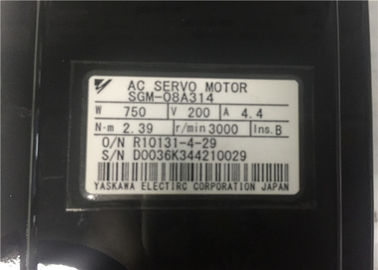 AC SERVO MOTOR
SGM-08A314
W 750 V 200 A 4.4
N-m 2.39 r/min 3000 Ins. B
O/N R10131-4-29
S/N D0036K344210029
YASKAWA ELECTIRC CORPORATION JAPAN